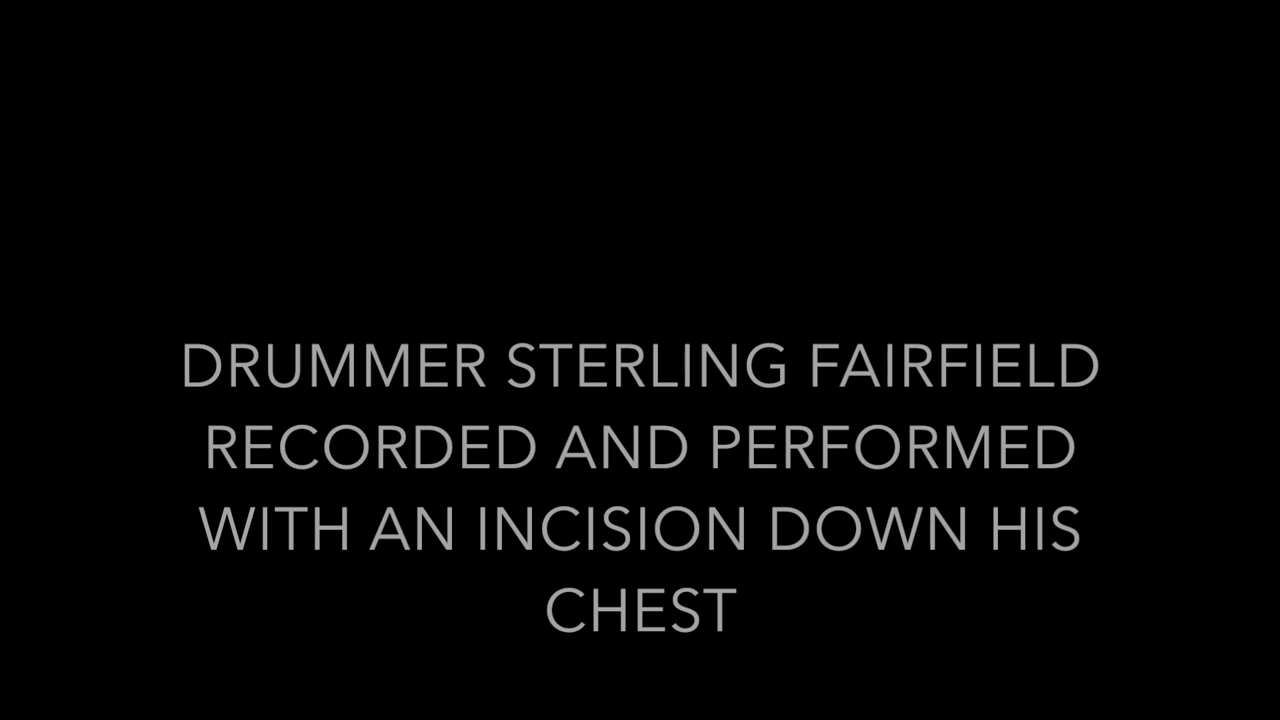 DRUMMER STERLING FAIRFIELD
RECORDED AND PERFORMED
WITH AN INCISION DOWN HIS
CHEST